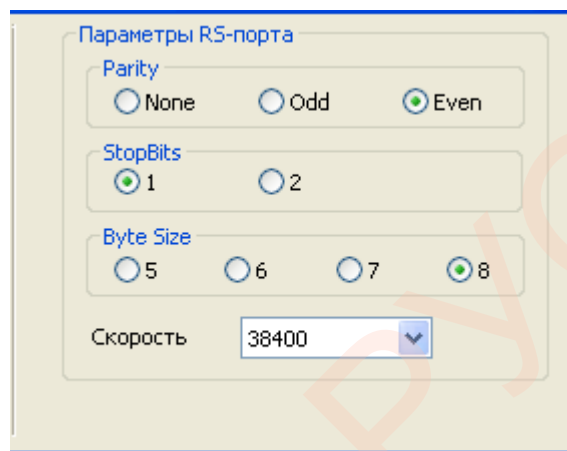 Параметры RS-порта
Parity
None Odd Even
StopBits
1 2
Byte Size
5 6 7 8
Скорость 38400